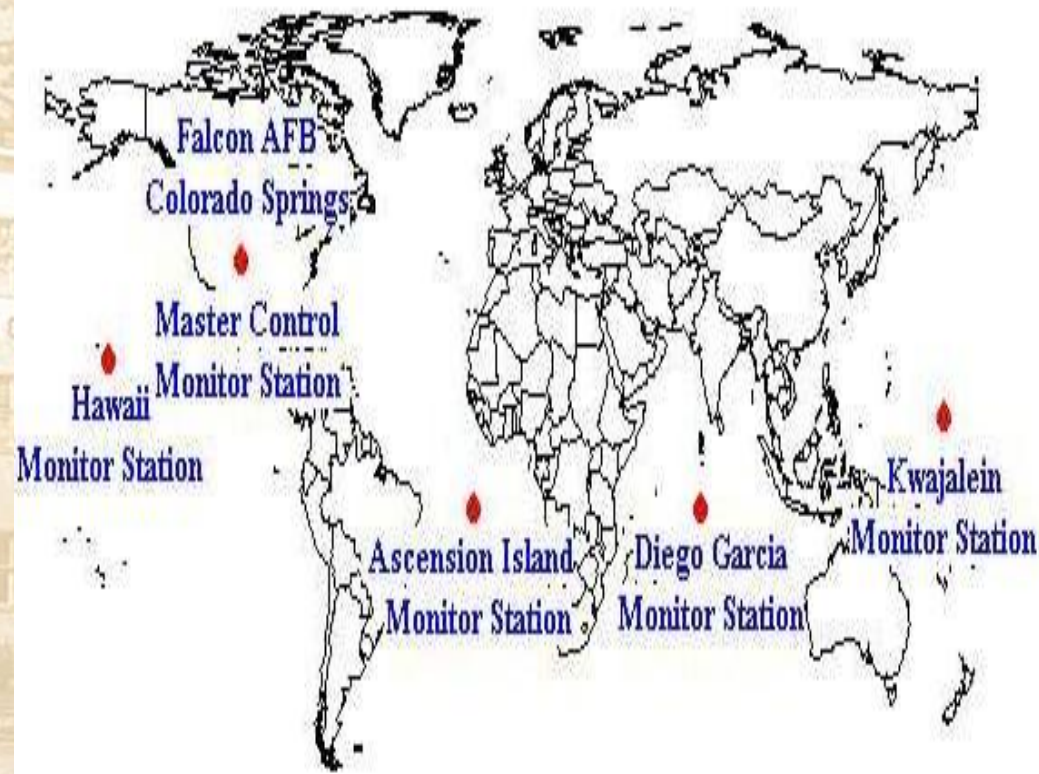 Falcon AFB
Colorado Springs
Master Control
Monitor Station
Hawaii
Monitor Station
Ascension Island
Monitor Station
Diego Garcia
Monitor Station
Kwajalein
Monitor Station